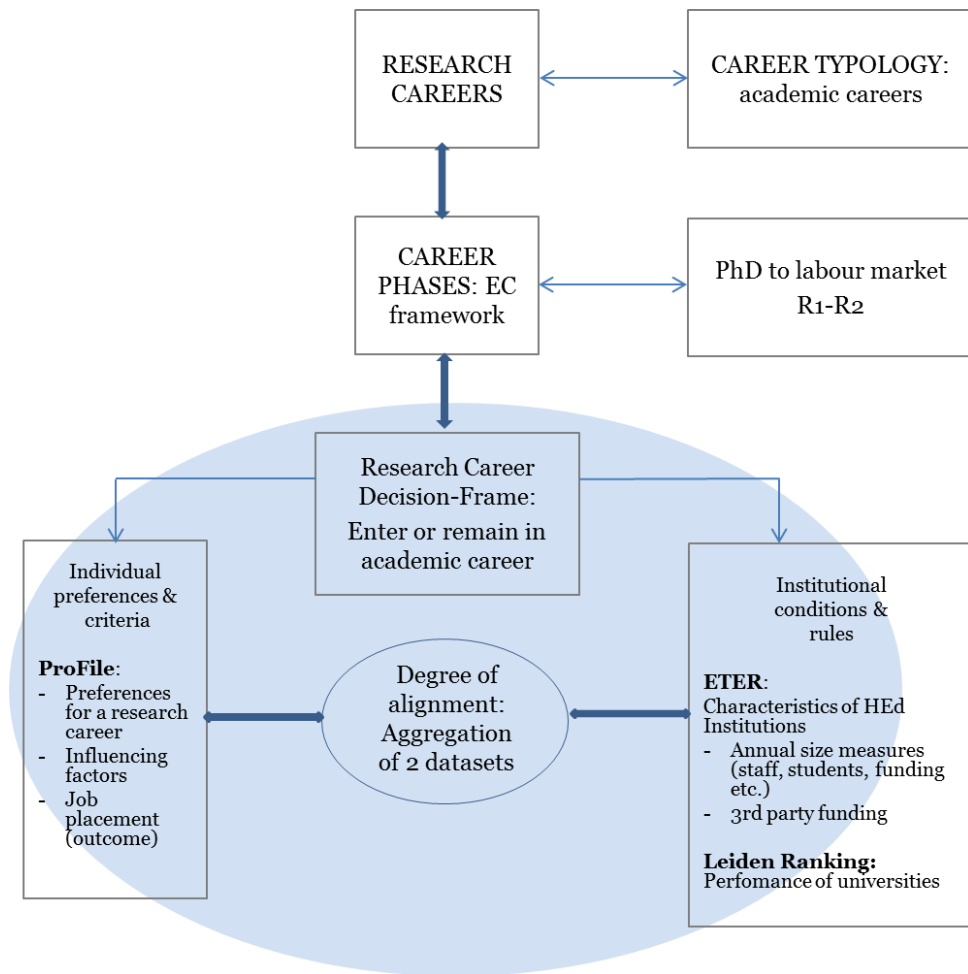 RESEARCH
CAREERS
CAREER TYPOLOGY:
academic careers
CAREER
PHASES: EC
framework
PhD to labour market
R1-R2
Research Career
Decision-Frame:
Enter or remain in
academic career
Individual
preferences &
criteria
ProFile:
- Preferences
for a research
career
- Influencing
factors
- Job
placement
(outcome)
Degree of
alignment:
Aggregation
of 2 datasets
Institutional
conditions &
rules
ETER:
Characteristics of HEd
Institutions
- Annual size measures
(staff, students, funding
etc.)
- 3rd party funding
Leiden Ranking:
Perfomance of universities